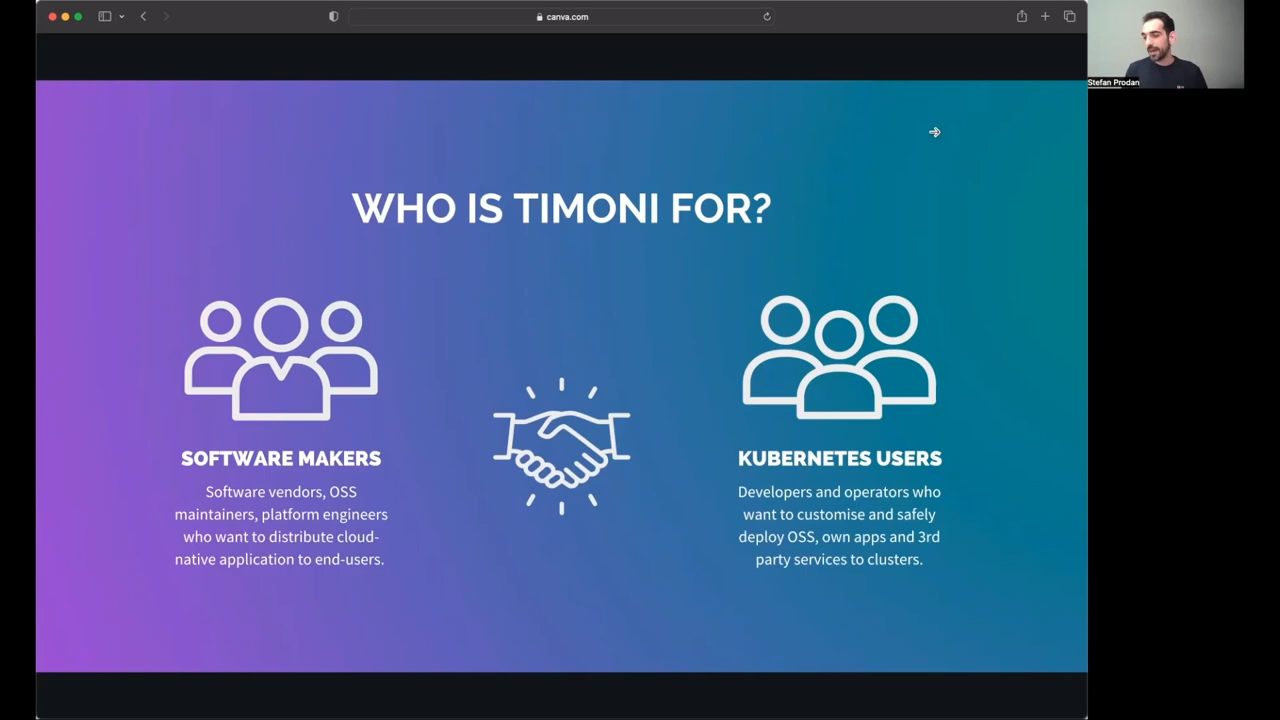 canva.com
Stefan Prodan
WHO IS TIMONI FOR?
SOFTWARE MAKERS
Software vendors, OSS
maintainers, platform engineers
who want to distribute cloud-
native application to end-users.
KUBERNETES USERS
Developers and operators who
want to customise and safely
deploy OSS, own apps and 3rd
party services to clusters.